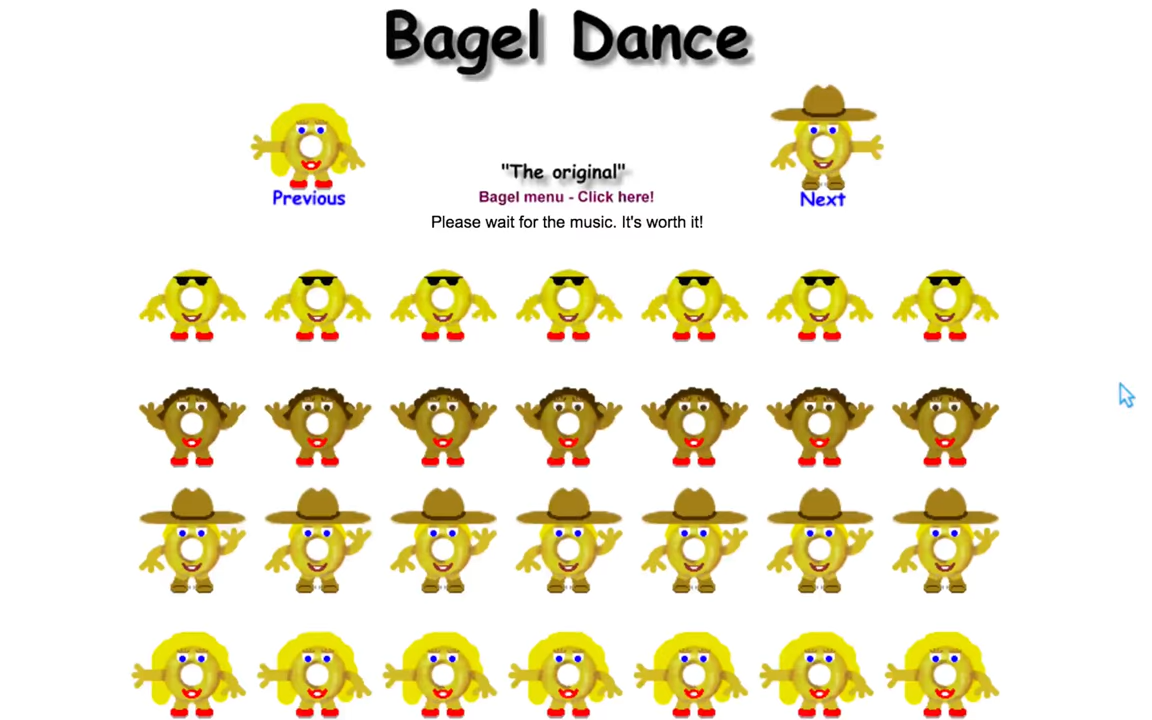 Bagel Dance
"The original"
Bagel menu - Click here!
Previous
Next
Please wait for the music. It's worth it!